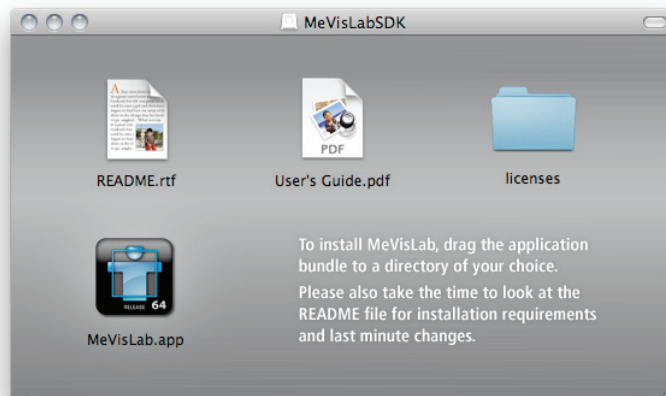 MeVisLabSDK
PDF
README.rtf
User's Guide.pdf
licenses
RELEASE 64
MeVisLab.app
To install MeVisLab, drag the application
bundle to a directory of your choice.
Please also take the time to look at the
README file for installation requirements
and last minute changes.